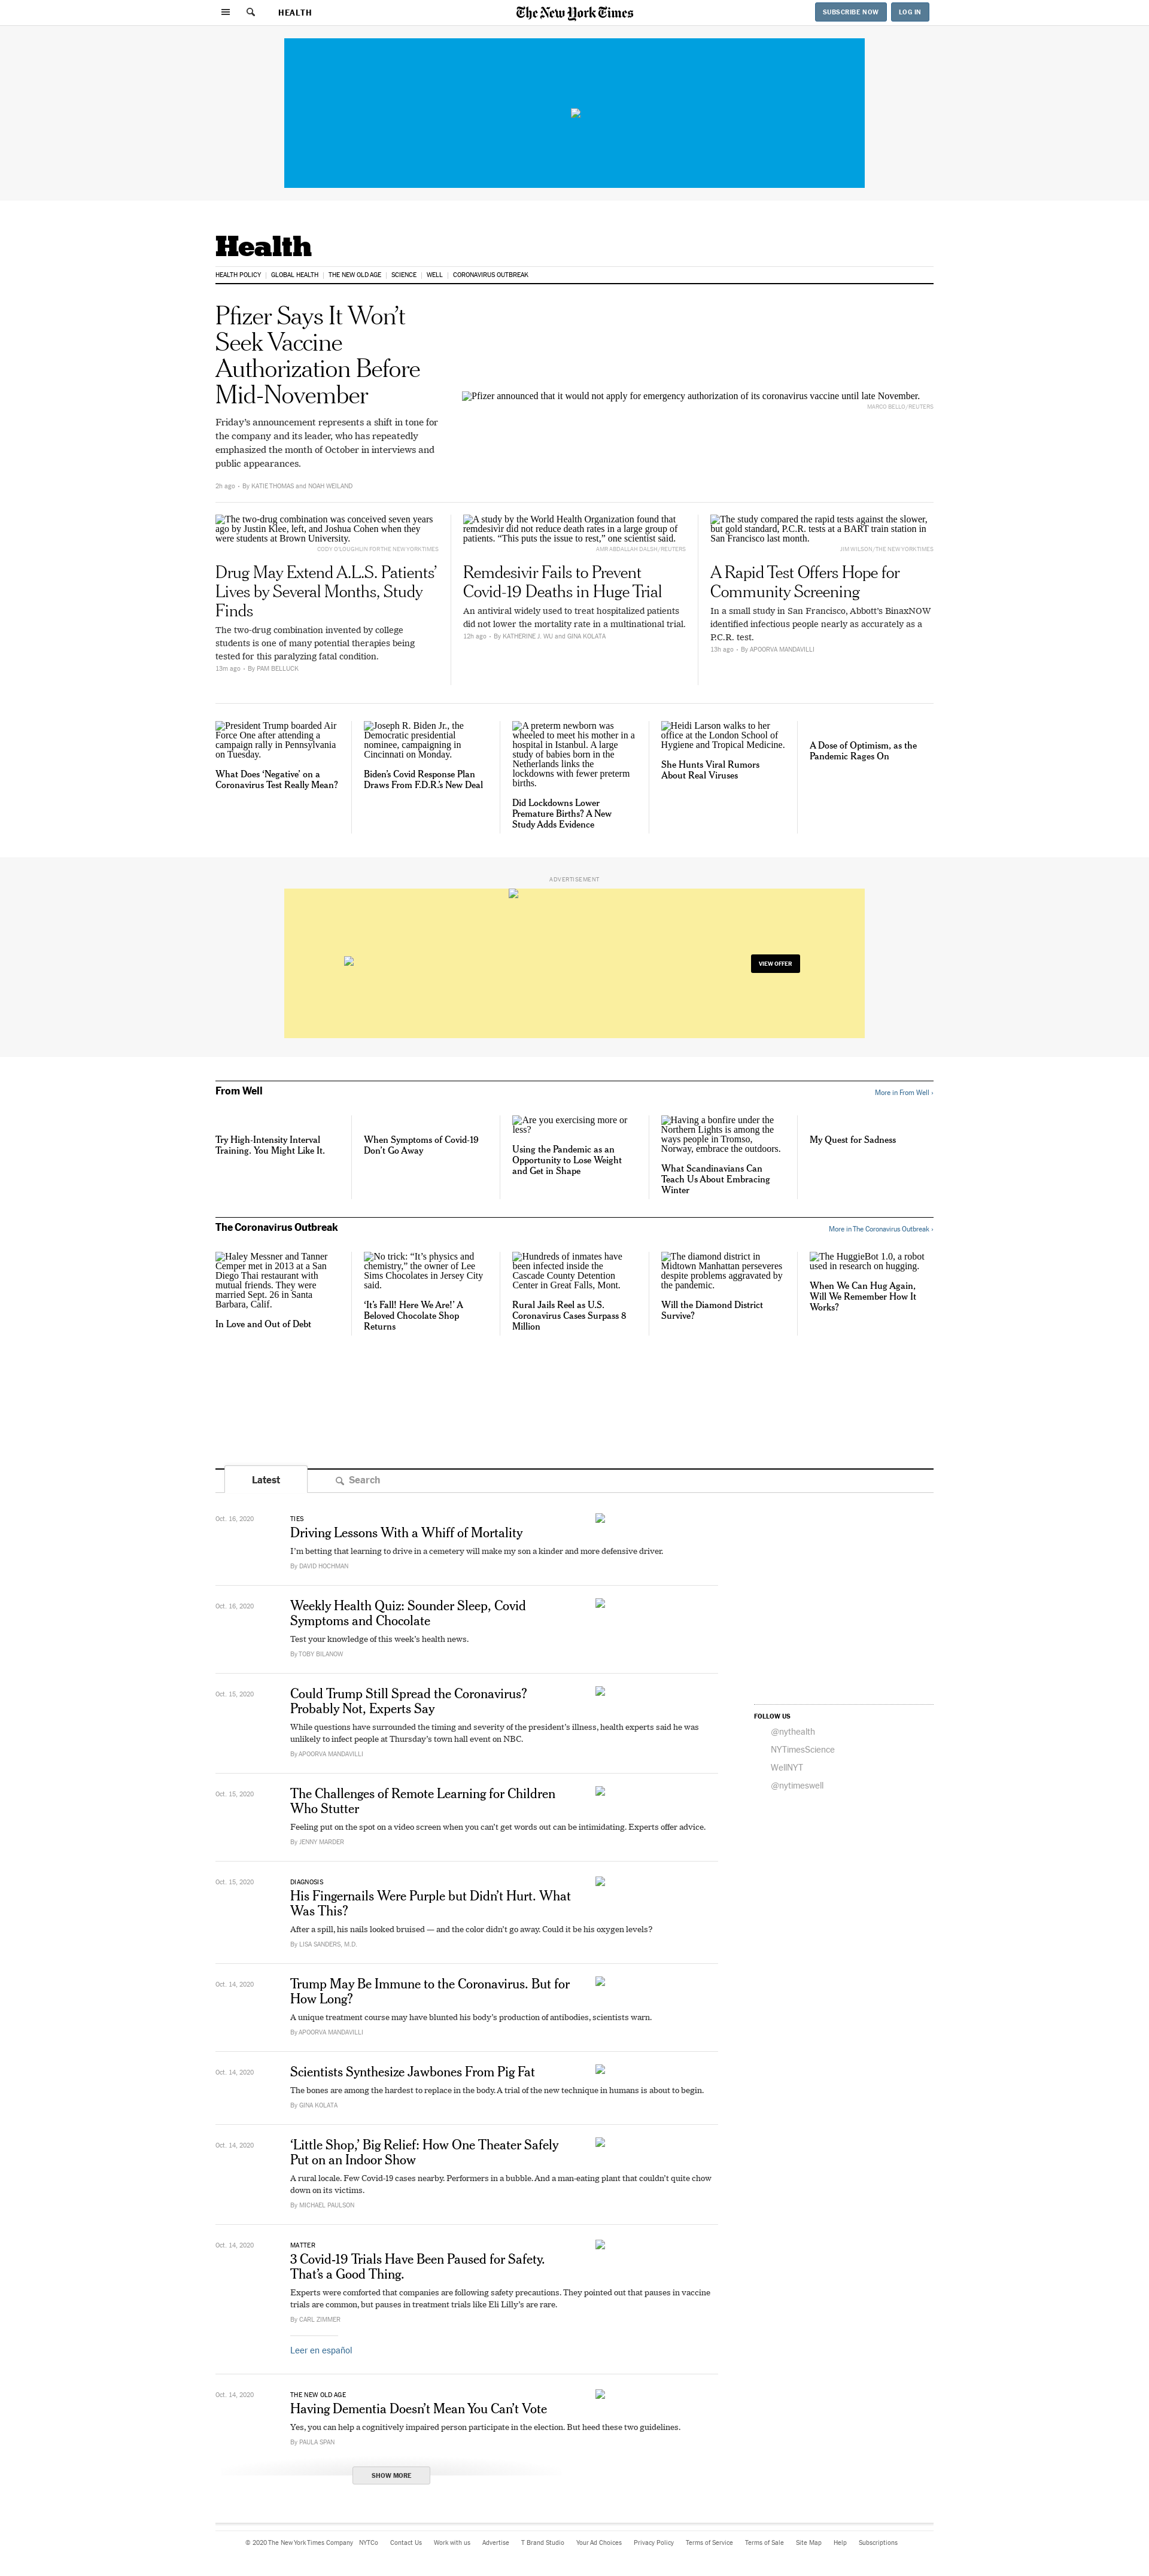 HEALTH
The New York Times
SUBSCRIBE NOW
LOG IN
Health
HEALTH POLICY | GLOBAL HEALTH | THE NEW OLD AGE | SCIENCE | WELL | CORONAVIRUS OUTBREAK
Pfizer Says It Won’t
Seek Vaccine
Authorization Before
Mid-November
Friday’s announcement represents a shift in tone for
the company and its leader, who has repeatedly
emphasized the month of October in interviews and
public appearances.
2h ago • By KATIE THOMAS and NOAH WEILAND
Pfizer announced that it would not apply for emergency authorization of its coronavirus vaccine until late November.
MARCO BELLO/REUTERS
The two-drug combination was conceived seven years
ago by Justin Klee, left, and Joshua Cohen when they
were students at Brown University.
CODY O’LOUGHLIN FOR THE NEW YORK TIMES
Drug May Extend A.L.S. Patients’
Lives by Several Months, Study
Finds
The two-drug combination invented by college
students is one of many potential therapies being
tested for this paralyzing fatal condition.
13m ago • By PAM BELLUCK
A study by the World Health Organization found that
remdesivir did not reduce death rates in a large group of
patients. “This puts the issue to rest,” one scientist said.
AMR ABDALLAH DALSH/REUTERS
Remdesivir Fails to Prevent
Covid-19 Deaths in Huge Trial
An antiviral widely used to treat hospitalized patients
did not lower the mortality rate in a multinational trial.
12h ago • By KATHERINE J. WU and GINA KOLATA
The study compared the rapid tests against the slower,
but gold standard, P.C.R. tests at a BART train station in
San Francisco last month.
JIM WILSON/THE NEW YORK TIMES
A Rapid Test Offers Hope for
Community Screening
In a small study in San Francisco, Abbott’s BinaxNOW
identified infectious people nearly as accurately as a
P.C.R. test.
13h ago • By APOORVA MANDAVILLI
President Trump boarded Air
Force One after attending a
campaign rally in Pennsylvania
on Tuesday.
What Does ‘Negative’ on a
Coronavirus Test Really Mean?
Joseph R. Biden Jr., the
Democratic presidential
nominee, campaigning in
Cincinnati on Monday.
Biden’s Covid Response Plan
Draws From F.D.R.’s New Deal
A preterm newborn was
wheeled to meet his mother in a
hospital in Istanbul. A large
study of babies born in the
Netherlands links the
lockdowns with fewer preterm
births.
Did Lockdowns Lower
Premature Births? A New
Study Adds Evidence
Heidi Larson walks to her
office at the London School of
Hygiene and Tropical Medicine.
She Hunts Viral Rumors
About Real Viruses
A Dose of Optimism, as the
Pandemic Rages On
ADVERTISEMENT
VIEW OFFER
From Well
More in From Well ›
Try High-Intensity Interval
Training. You Might Like It.
When Symptoms of Covid-19
Don’t Go Away
Are you exercising more or
less?
Using the Pandemic as an
Opportunity to Lose Weight
and Get in Shape
Having a bonfire under the
Northern Lights is among the
ways people in Tromso,
Norway, embrace the outdoors.
What Scandinavians Can
Teach Us About Embracing
Winter
My Quest for Sadness
The Coronavirus Outbreak
More in The Coronavirus Outbreak ›
Haley Messner and Tanner
Cemper met in 2013 at a San
Diego Thai restaurant with
mutual friends. They were
married Sept. 26 in Santa
Barbara, Calif.
In Love and Out of Debt
No trick: “It’s physics and
chemistry,” the owner of Lee
Sims Chocolates in Jersey City
said.
‘It’s Fall! Here We Are!’ A
Beloved Chocolate Shop
Returns
Hundreds of inmates have
been infected inside the
Cascade County Detention
Center in Great Falls, Mont.
Rural Jails Reel as U.S.
Coronavirus Cases Surpass 8
Million
The diamond district in
Midtown Manhattan perseveres
despite problems aggravated by
the pandemic.
Will the Diamond District
Survive?
The HuggieBot 1.0, a robot
used in research on hugging.
When We Can Hug Again,
Will We Remember How It
Works?
Latest
Search
Oct. 16, 2020
TIES
Driving Lessons With a Whiff of Mortality
I’m betting that learning to drive in a cemetery will make my son a kinder and more defensive driver.
By DAVID HOCHMAN
Oct. 16, 2020
Weekly Health Quiz: Sounder Sleep, Covid
Symptoms and Chocolate
Test your knowledge of this week’s health news.
By TOBY BILANOW
Oct. 15, 2020
Could Trump Still Spread the Coronavirus?
Probably Not, Experts Say
While questions have surrounded the timing and severity of the president’s illness, health experts said he was
unlikely to infect people at Thursday’s town hall event on NBC.
By APOORVA MANDAVILLI
FOLLOW US
@nythealth
NYTimesScience
WellNYT
@nytimeswell
Oct. 15, 2020
The Challenges of Remote Learning for Children
Who Stutter
Feeling put on the spot on a video screen when you can’t get words out can be intimidating. Experts offer advice.
By JENNY MARDER
Oct. 15, 2020
DIAGNOSIS
His Fingernails Were Purple but Didn’t Hurt. What
Was This?
After a spill, his nails looked bruised — and the color didn’t go away. Could it be his oxygen levels?
By LISA SANDERS, M.D.
Oct. 14, 2020
Trump May Be Immune to the Coronavirus. But for
How Long?
A unique treatment course may have blunted his body’s production of antibodies, scientists warn.
By APOORVA MANDAVILLI
Oct. 14, 2020
Scientists Synthesize Jawbones From Pig Fat
The bones are among the hardest to replace in the body. A trial of the new technique in humans is about to begin.
By GINA KOLATA
Oct. 14, 2020
‘Little Shop,’ Big Relief: How One Theater Safely
Put on an Indoor Show
A rural locale. Few Covid-19 cases nearby. Performers in a bubble. And a man-eating plant that couldn’t quite chow
down on its victims.
By MICHAEL PAULSON
Oct. 14, 2020
MATTER
3 Covid-19 Trials Have Been Paused for Safety.
That’s a Good Thing.
Experts were comforted that companies are following safety precautions. They pointed out that pauses in vaccine
trials are common, but pauses in treatment trials like Eli Lilly’s are rare.
By CARL ZIMMER
Leer en español
Oct. 14, 2020
THE NEW OLD AGE
Having Dementia Doesn’t Mean You Can’t Vote
Yes, you can help a cognitively impaired person participate in the election. But heed these two guidelines.
By PAULA SPAN
SHOW MORE
© 2020 The New York Times Company NYTCo Contact Us Work with us Advertise T Brand Studio Your Ad Choices Privacy Policy Terms of Service Terms of Sale Site Map Help Subscriptions